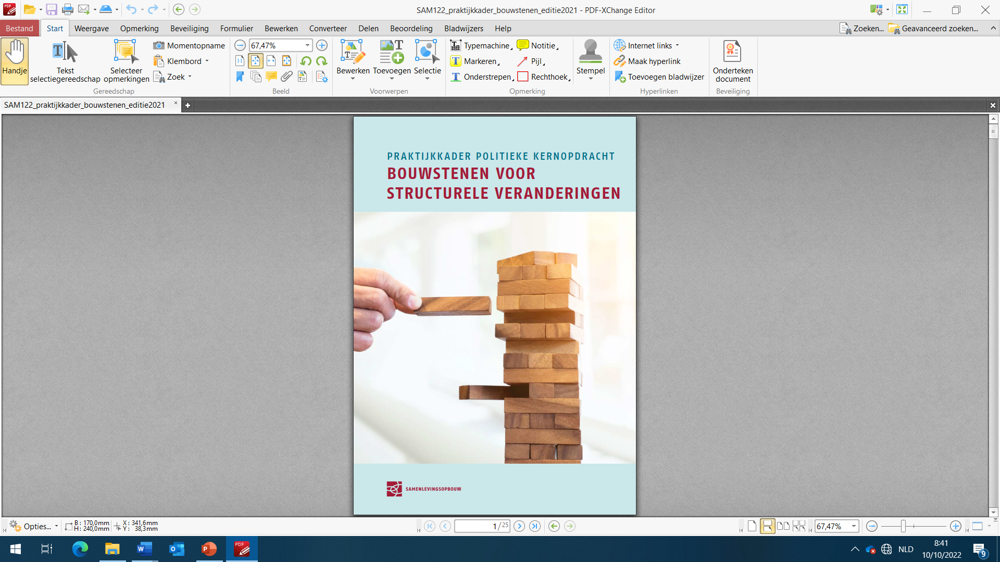 SAM122_praktijkkader_bouwstenen_editie2021 - PDF-XChange Editor
Bestand Start Weergave Opmerking Beveiliging Formulier Bewerken Converteer Delen Beoordeling Bladwijzers Help Zoeken... Geavanceerd zoeken...
Handje
Tekst selectiegereedschap
Selecteer opmerkingen
Momentopname
Klembord
Zoek
Gereedschap
67,47%
1:1
Beeld
Bewerken
Toevoegen
Selectie
Voorwerpen
Typemachine
Markeren
Onderstrepen
Notitie
Pijl
Rechthoek
Stempel
Opmerking
Internet links
Maak hyperlink
Toevoegen bladwijzer
Hyperlinken
Onderteken document
Beveiliging
SAM122_praktijkkader_bouwstenen_editie2021
PRAKTIJKKADER POLITIEKE KERNOPDRACHT
BOUWSTENEN VOOR
STRUCTURELE VERANDERINGEN
SAMENLEVINGSOPBOUW
Opties...
B: 170,0mm
H: 240,0mm
X: 341,6mm
Y: 38,3mm
1/25
67,47%
NLD
8:41
10/10/2022
9